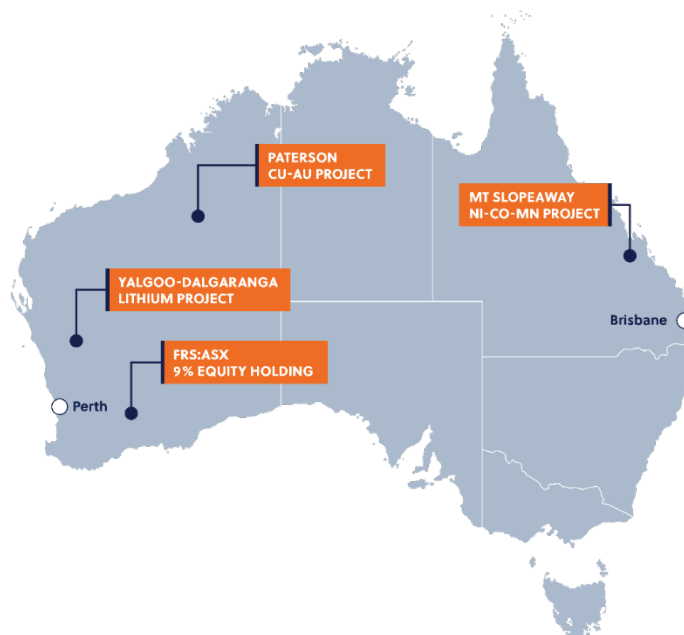 PATERSON
CU-AU PROJECT
MT SLOPEAWAY
NI-CO-MN PROJECT
YALGOO-DALGARANGA
LITHIUM PROJECT
Brisbane
FRS:ASX
9% EQUITY HOLDING
Perth